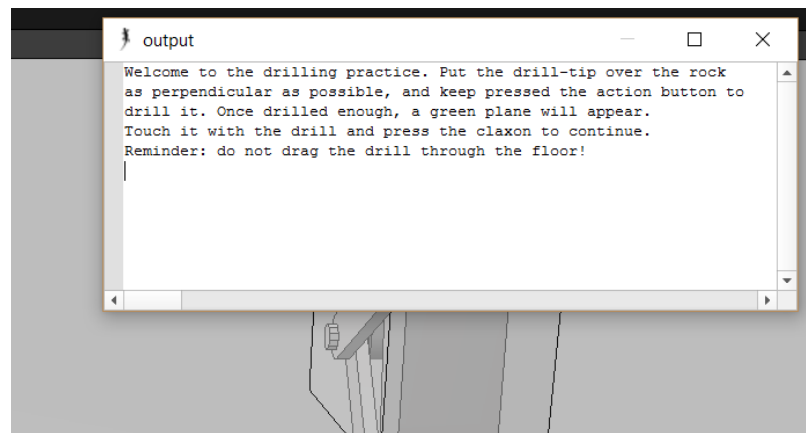 output
Welcome to the drilling practice. Put the drill-tip over the rock
as perpendicular as possible, and keep pressed the action button to
drill it. Once drilled enough, a green plane will appear.
Touch it with the drill and press the claxon to continue.
Reminder: do not drag the drill through the floor!